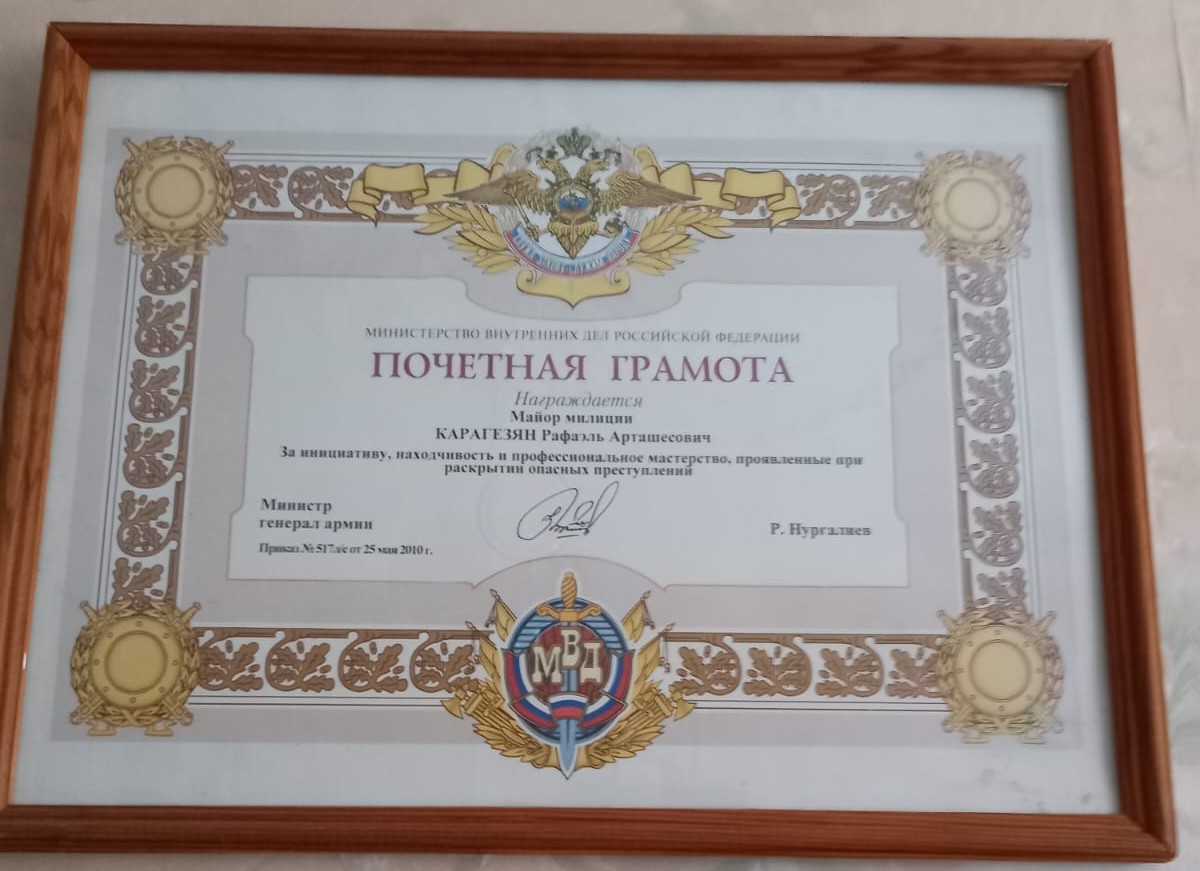 МИНИСТЕРСТВО ВНУТРЕННИХ ДЕЛ РОССИЙСКОЙ ФЕДЕРАЦИИ
ПОЧЕТНАЯ ГРАМОТА
Награждается
Майор милиции
КАРАГЕЗЯН Рафаэль Арташесович
За инициативу, находчивость и профессиональное мастерство, проявленные при
раскрытии опасных преступлений
Министр
генерал армии
Р. Нургалиев
Приказ № 517л/с от 25 мая 2010 г.
МВД